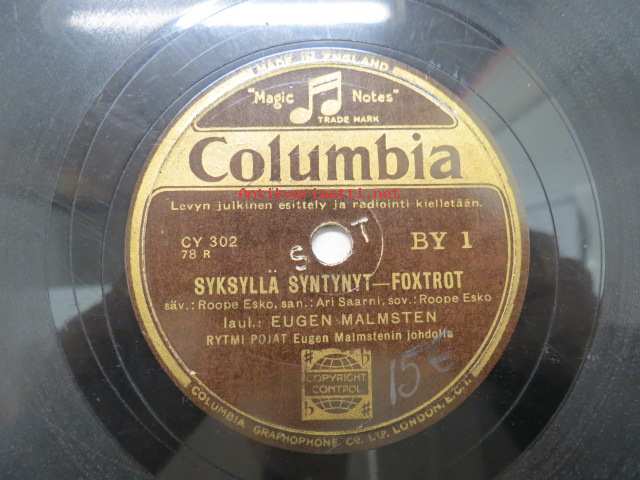 MADE IN ENGLAND
"Magic Notes"
TRADE MARK
Columbia
antikvariaatti.net
Levyn julkinen esittely ja radiointi kielletään.
CY 302
78 R
S T
BY 1
SYKSYLLÄ SYNTYNYT—FOXTROT
säv.: Roope Esko, san.: Ari Saarni, sov.: Roope Esko
laul.: EUGEN MALMSTEN
RYTMI POJAT Eugen Malmstenin johdolla
COPYRIGHT
CONTROL
15€
COLUMBIA GRAPHOPHONE Co. LTD. LONDON, E.C.1.